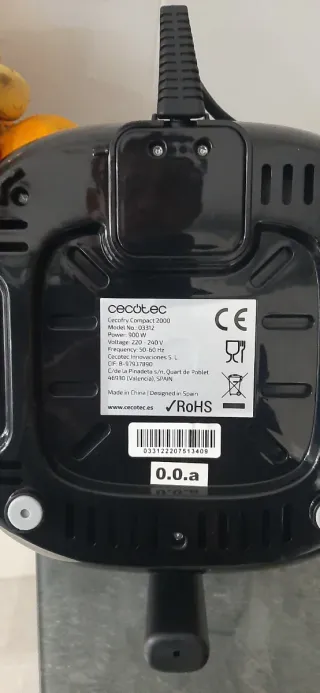 cecotec
Cecofry Compact 2000
Model No.: 03312
Power: 900 W
Voltage: 220 - 240 V
Frequency: 50-60 Hz
Cecotec Innovaciones S. L.
CIF: B-97937890
C/de la Pinadeta s/n, Quart de Poblet
46930 (Valencia), SPAIN
Made in China | Designed in Spain
www.cecotec.es
CE
✓RoHS
033122207513409
0.0.a